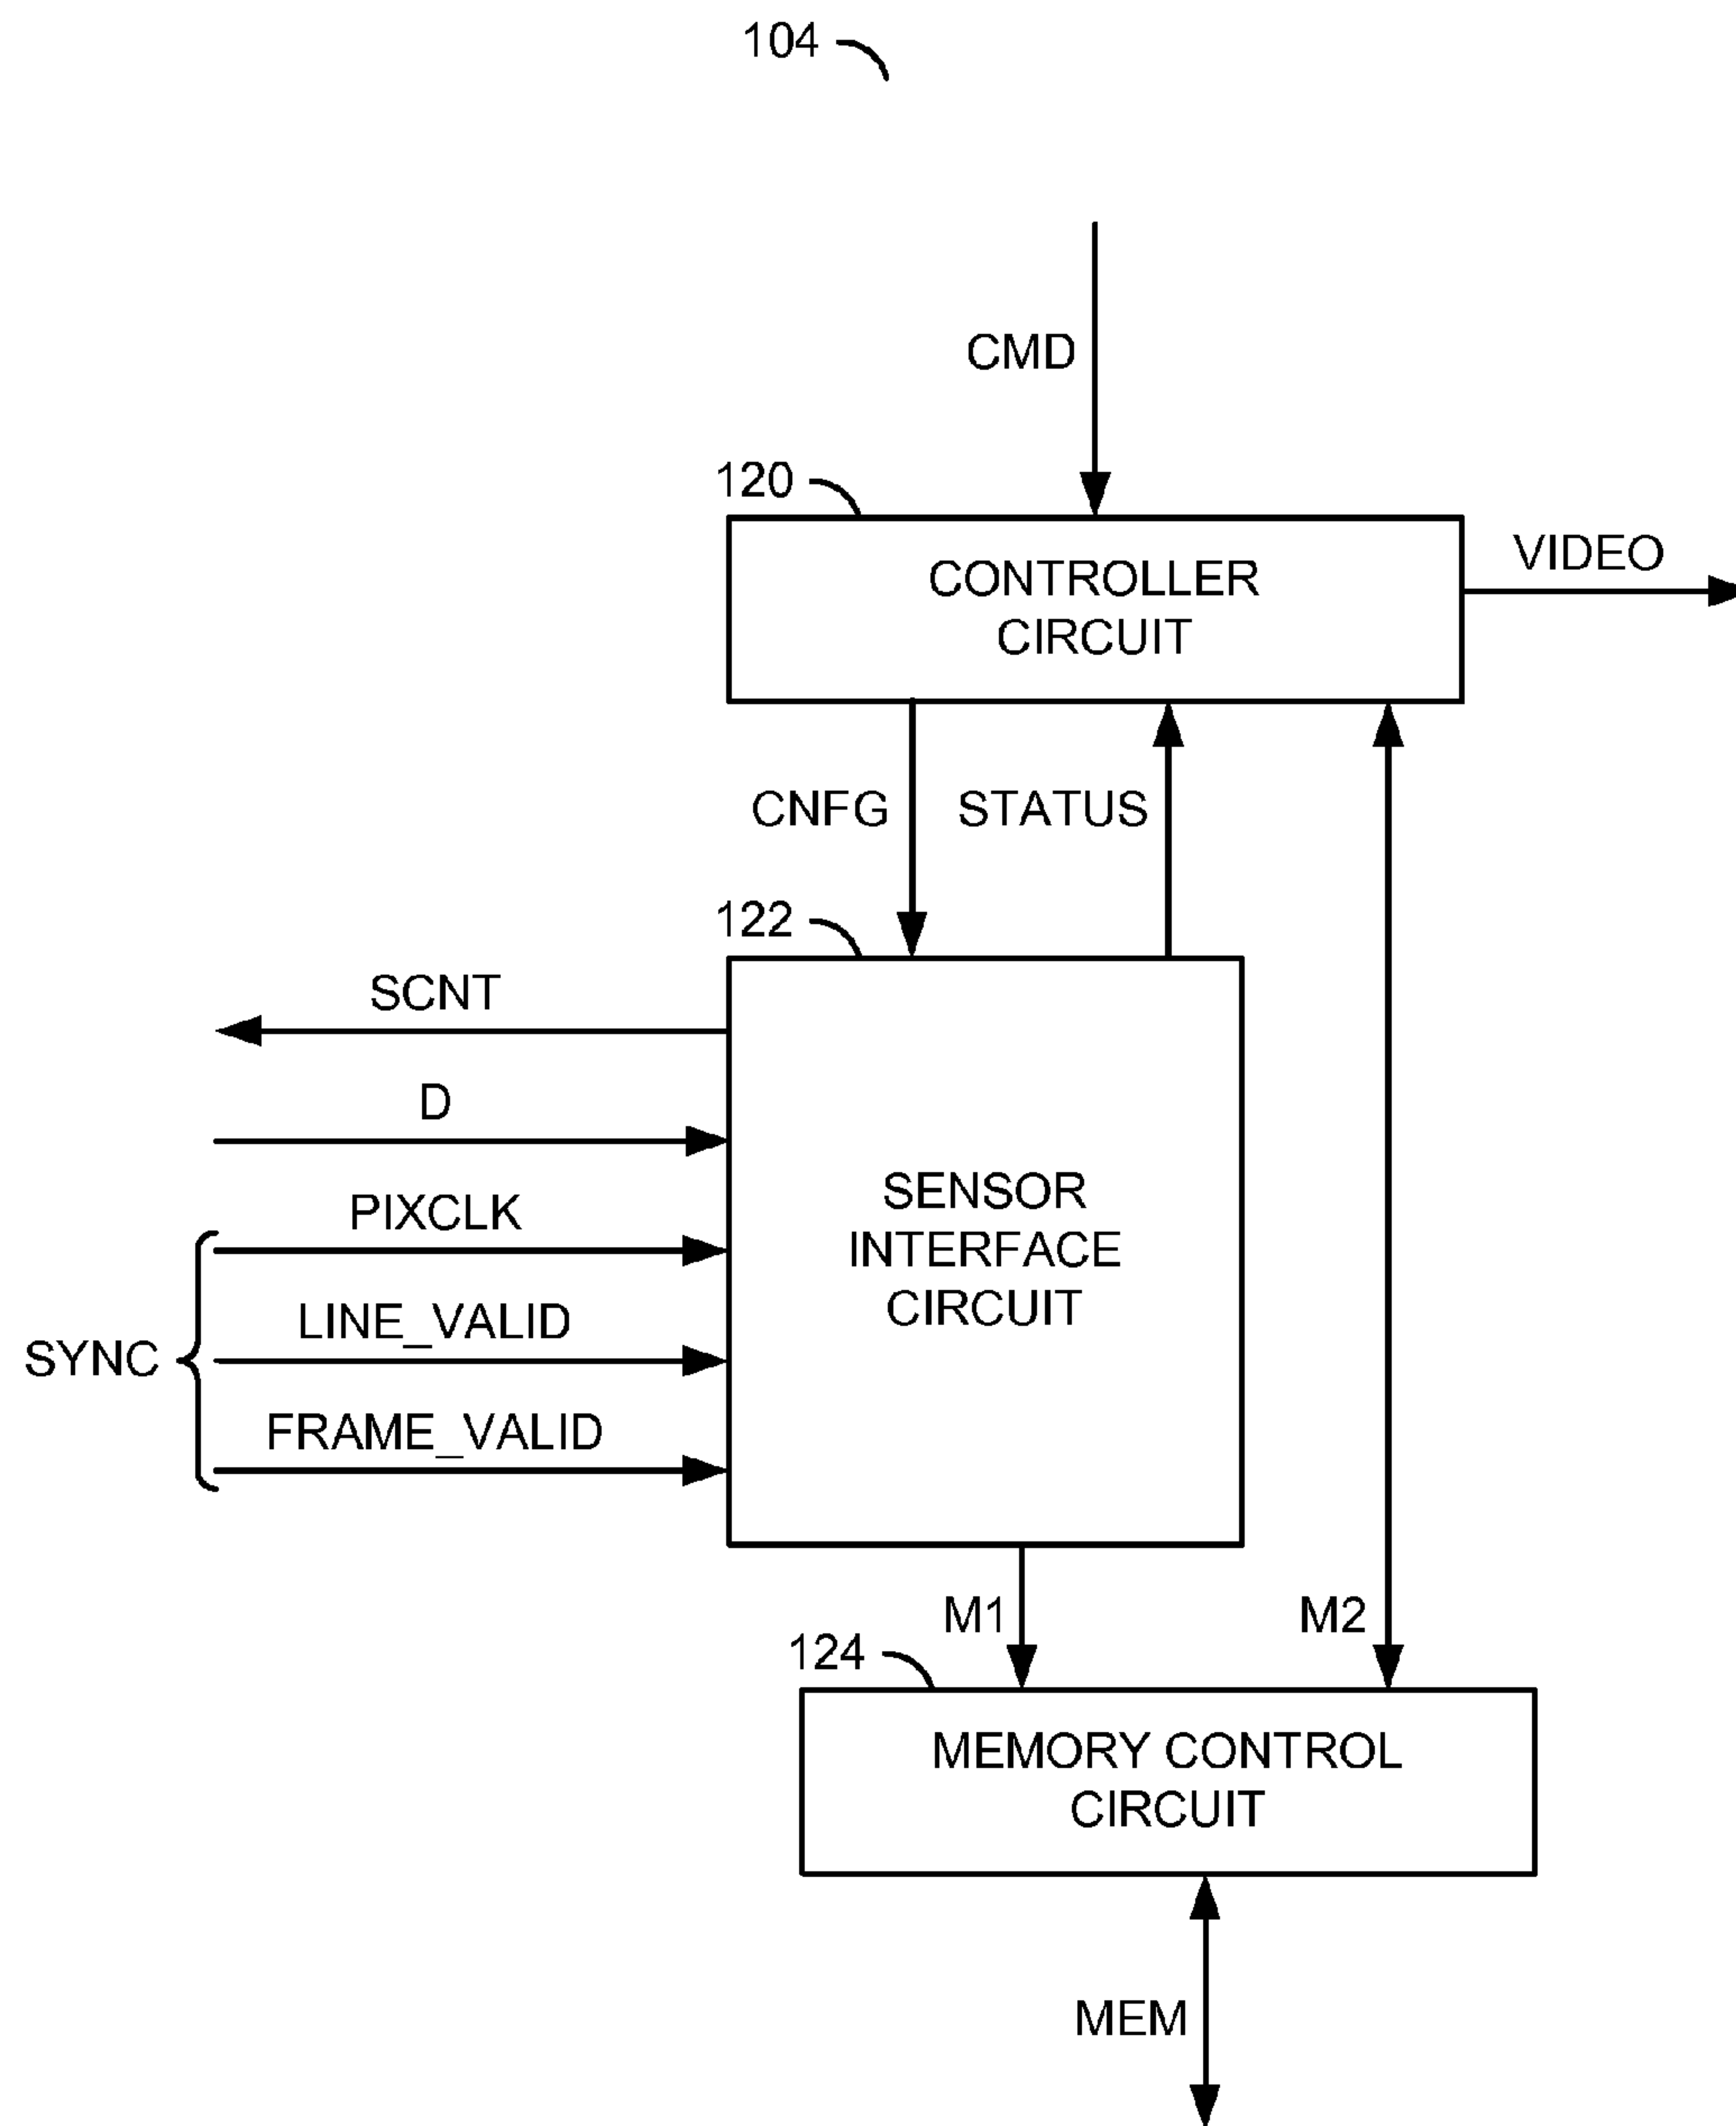 104
CMD
120
CONTROLLER
CIRCUIT
VIDEO
CNFG
STATUS
122
SCNT
D
PIXCLK
LINE_VALID
FRAME_VALID
SYNC
SENSOR
INTERFACE
CIRCUIT
M1
M2
124
MEMORY CONTROL
CIRCUIT
MEM